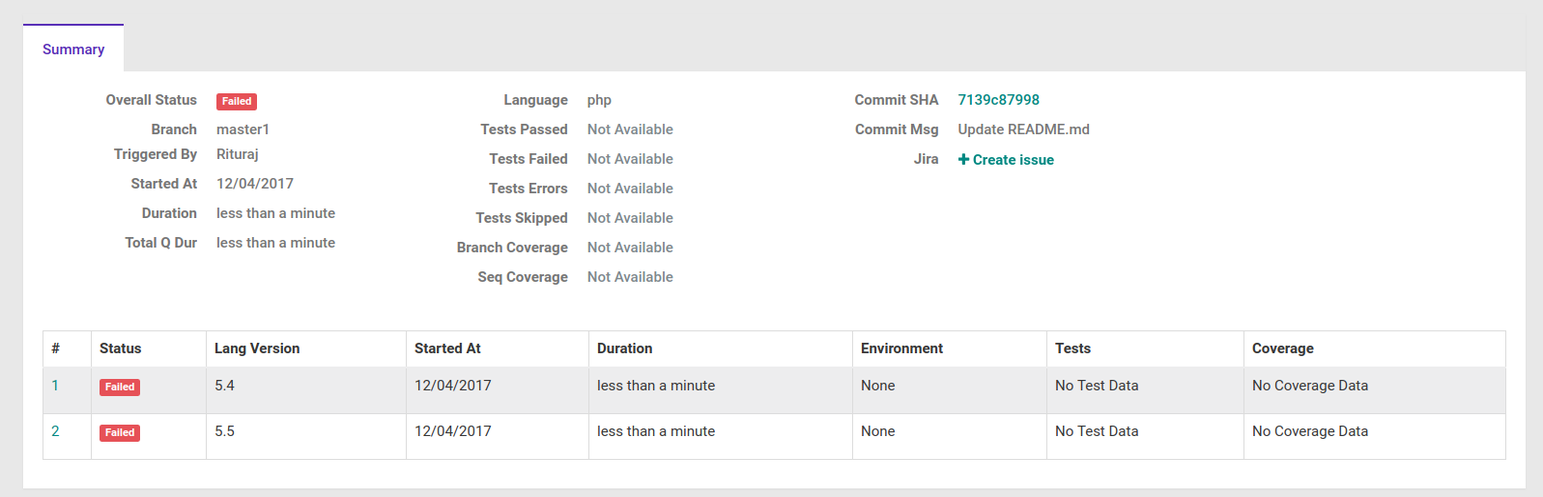 Summary
Overall Status Failed
Branch master1
Triggered By Rituraj
Started At 12/04/2017
Duration less than a minute
Total Q Dur less than a minute
Language php
Tests Passed Not Available
Tests Failed Not Available
Tests Errors Not Available
Tests Skipped Not Available
Branch Coverage Not Available
Seq Coverage Not Available
Commit SHA 7139c87998
Commit Msg Update README.md
Jira + Create issue
# Status Lang Version Started At Duration Environment Tests Coverage
1 Failed 5.4 12/04/2017 less than a minute None No Test Data No Coverage Data
2 Failed 5.5 12/04/2017 less than a minute None No Test Data No Coverage Data